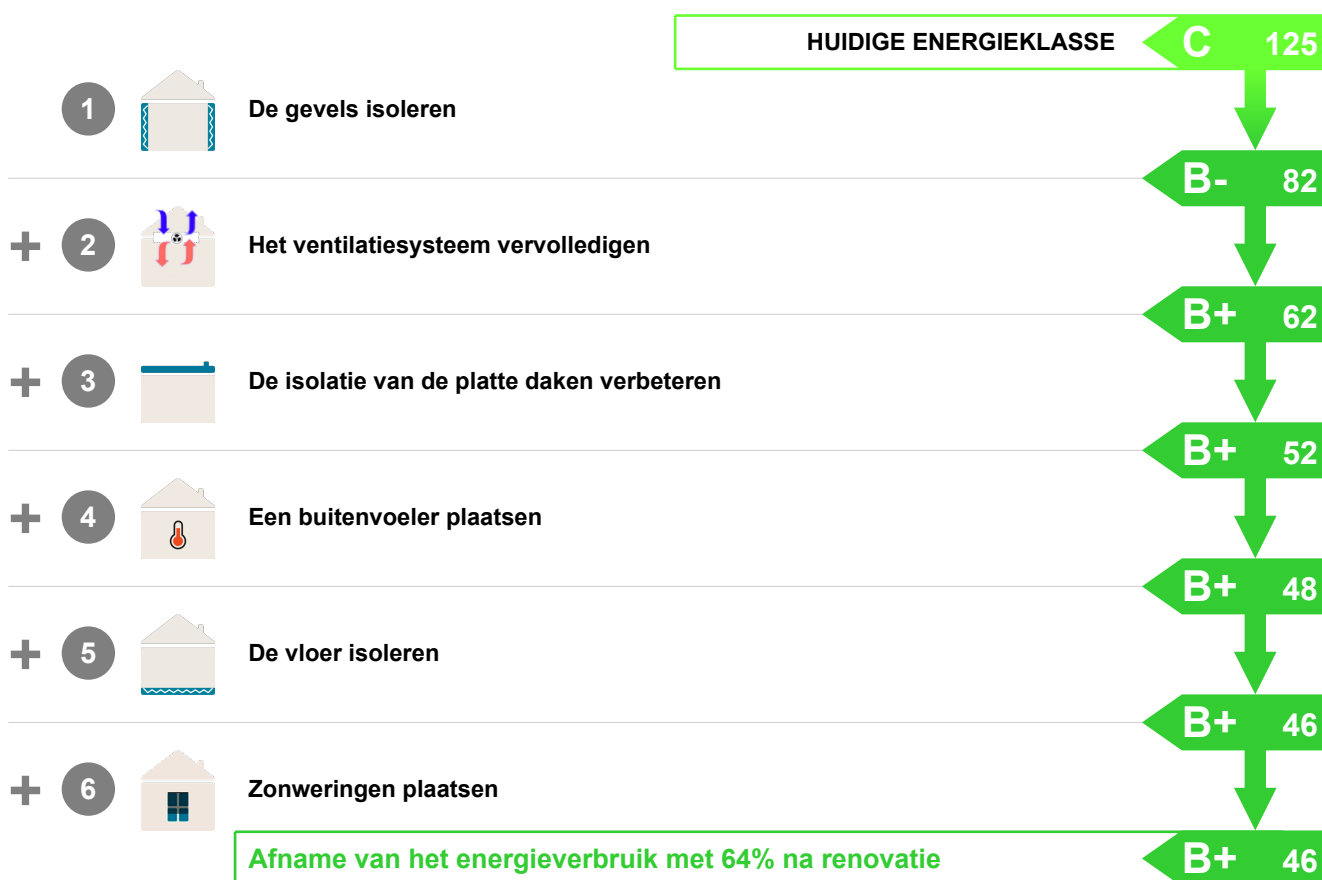 HUIDIGE ENERGIEKLASSE C 125
1 De gevels isoleren
B- 82
+ 2 Het ventilatiesysteem vervolledigen
B+ 62
+ 3 De isolatie van de platte daken verbeteren
B+ 52
+ 4 Een buitenvoeler plaatsen
B+ 48
+ 5 De vloer isoleren
B+ 46
+ 6 Zonweringen plaatsen
Afname van het energieverbruik met 64% na renovatie B+ 46